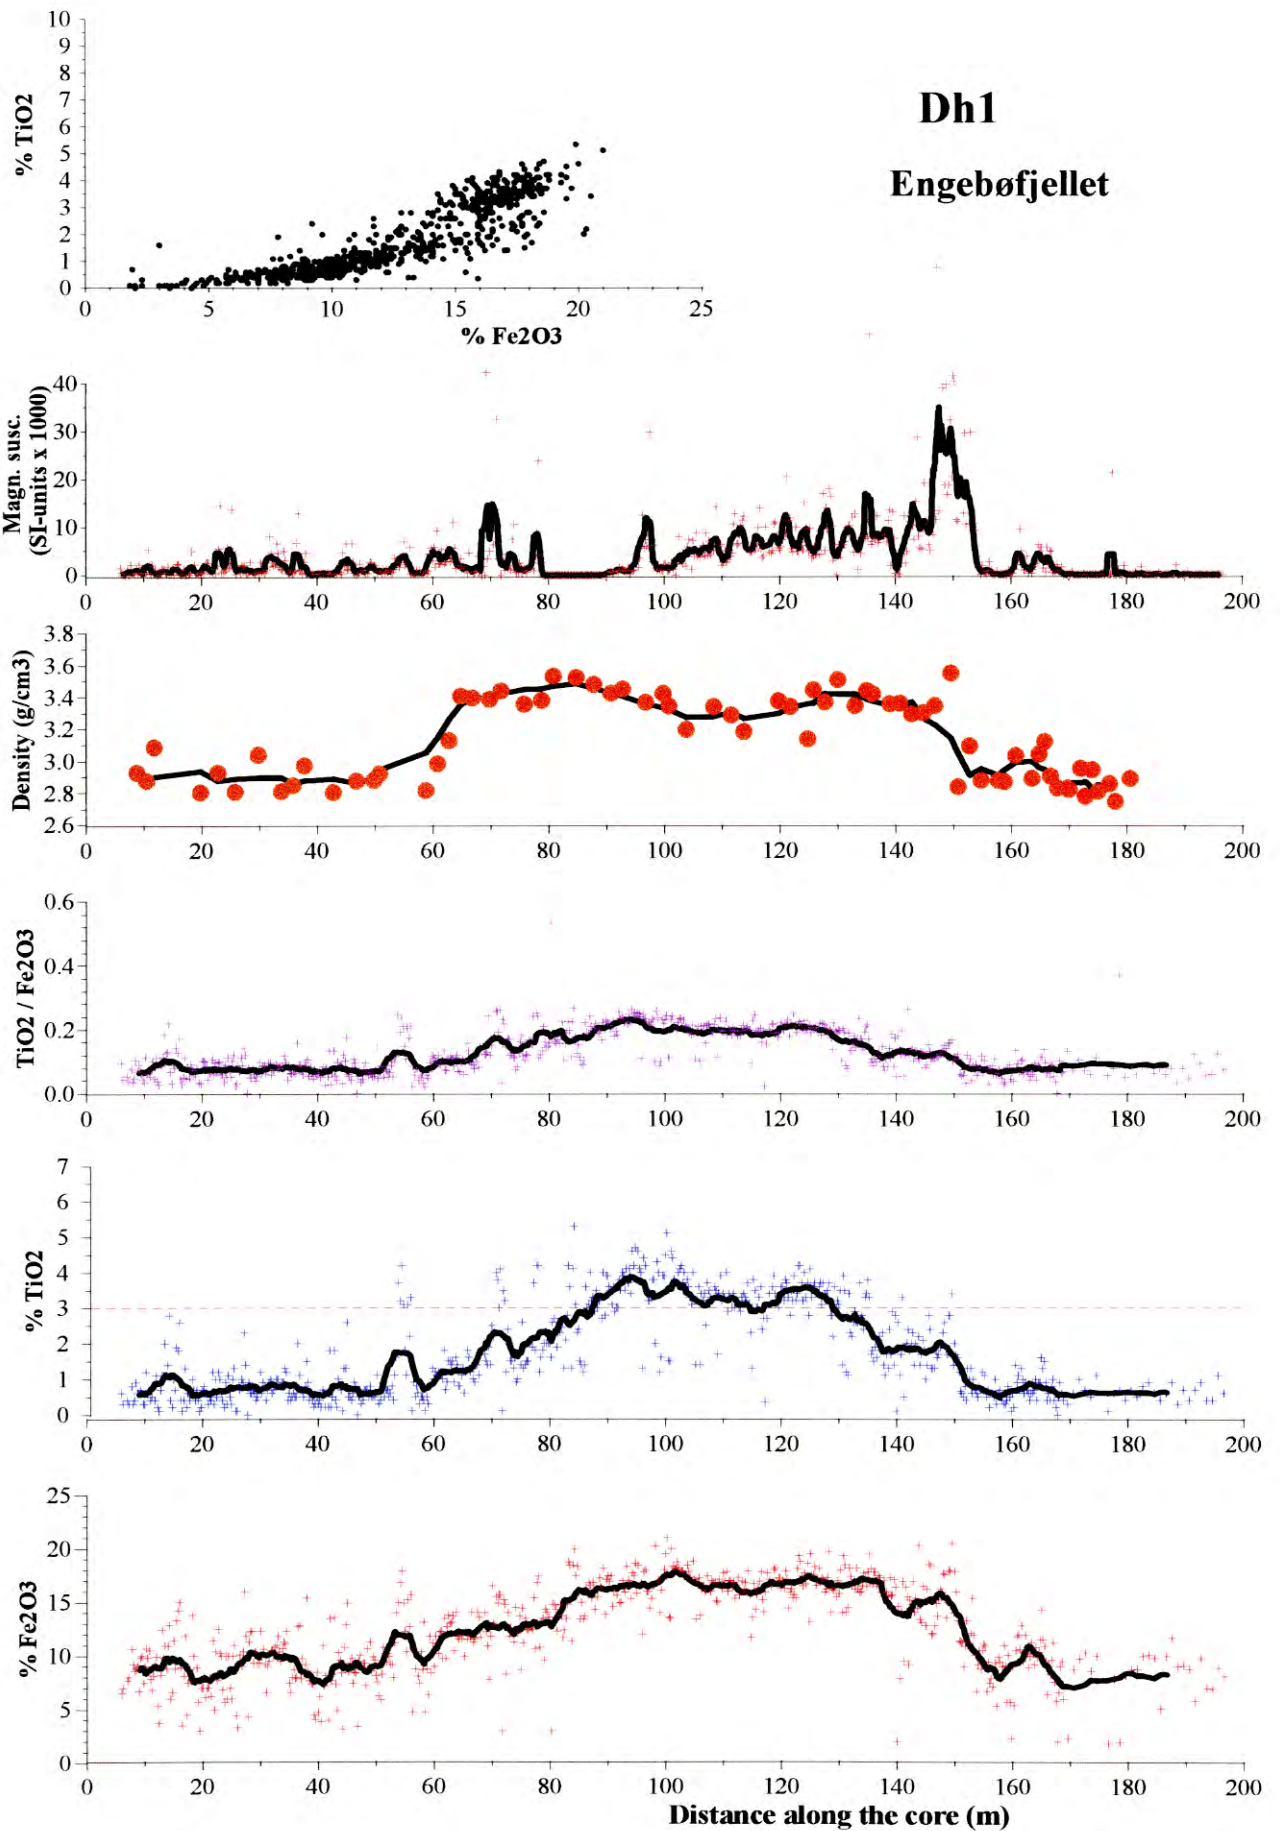 Dh1
Engebøfjellet
% TiO2
10
9
8
7
6
5
4
3
2
1
0
0 5 10 15 20 25
% Fe2O3
Magn. susc.
(SI-units x 1000)
40
30
20
10
0
0 20 40 60 80 100 120 140 160 180 200
Density (g/cm3)
3.8
3.6
3.4
3.2
3.0
2.8
2.6
0 20 40 60 80 100 120 140 160 180 200
TiO2 / Fe2O3
0.6
0.4
0.2
0.0
0 20 40 60 80 100 120 140 160 180 200
% TiO2
7
6
5
4
3
2
1
0
0 20 40 60 80 100 120 140 160 180 200
% Fe2O3
25
20
15
10
5
0
0 20 40 60 80 100 120 140 160 180 200
Distance along the core (m)